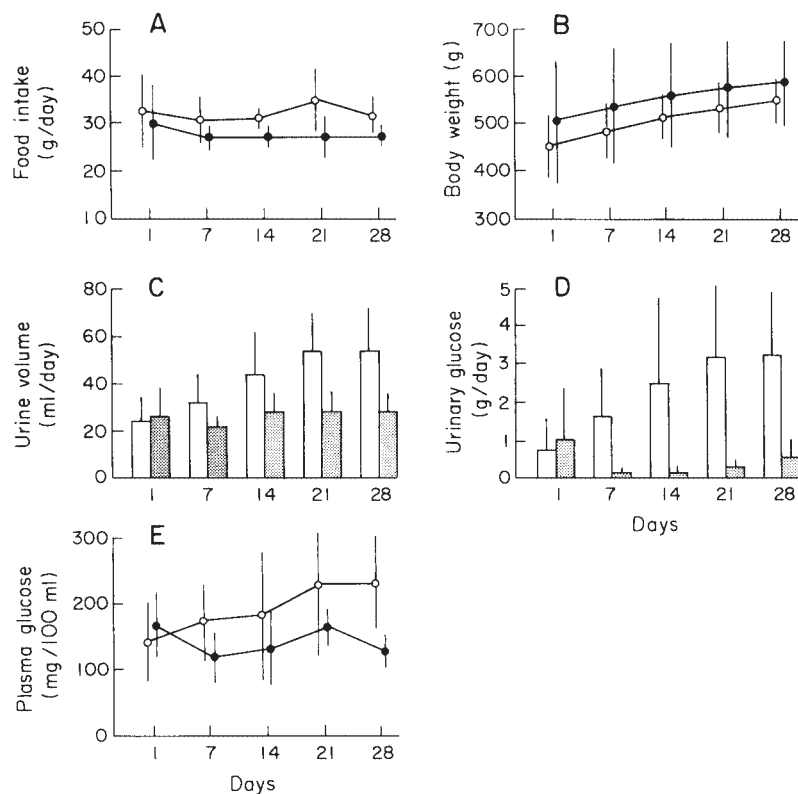 A
50
40
30
20
10
Food intake
(g/day)
1 7 14 21 28
B
700
600
500
400
300
Body weight (g)
1 7 14 21 28
C
80
60
40
20
0
Urine volume
(ml/day)
1 7 14 21 28
D
5
4
3
2
1
0
Urinary glucose
(g/day)
1 7 14 21 28
Days
E
300
200
100
0
Plasma glucose
(mg/100 ml)
1 7 14 21 28
Days